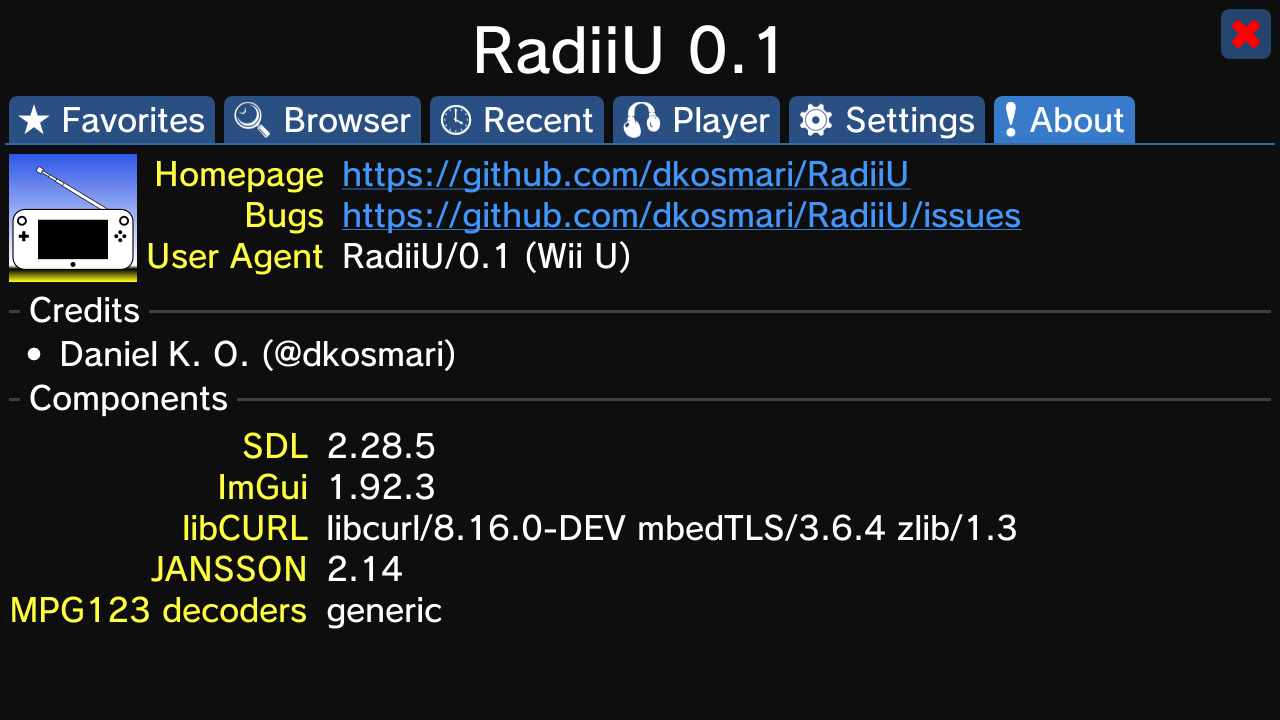 RadiiU 0.1
Favorites Browser Recent Player Settings About
Homepage https://github.com/dkosmari/RadiiU
Bugs https://github.com/dkosmari/RadiiU/issues
User Agent RadiiU/0.1 (Wii U)
Credits
• Daniel K. O. (@dkosmari)
Components
SDL 2.28.5
ImGui 1.92.3
libCURL libcurl/8.16.0-DEV mbedTLS/3.6.4 zlib/1.3
JANSSON 2.14
MPG123 decoders generic